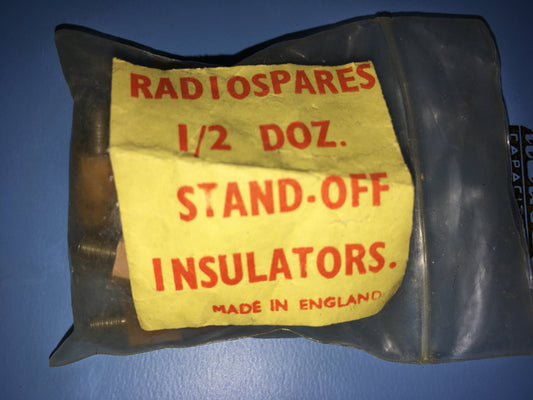 RADIOSPARES
1/2 DOZ.
STAND-OFF
INSULATORS.
MADE IN ENGLAND